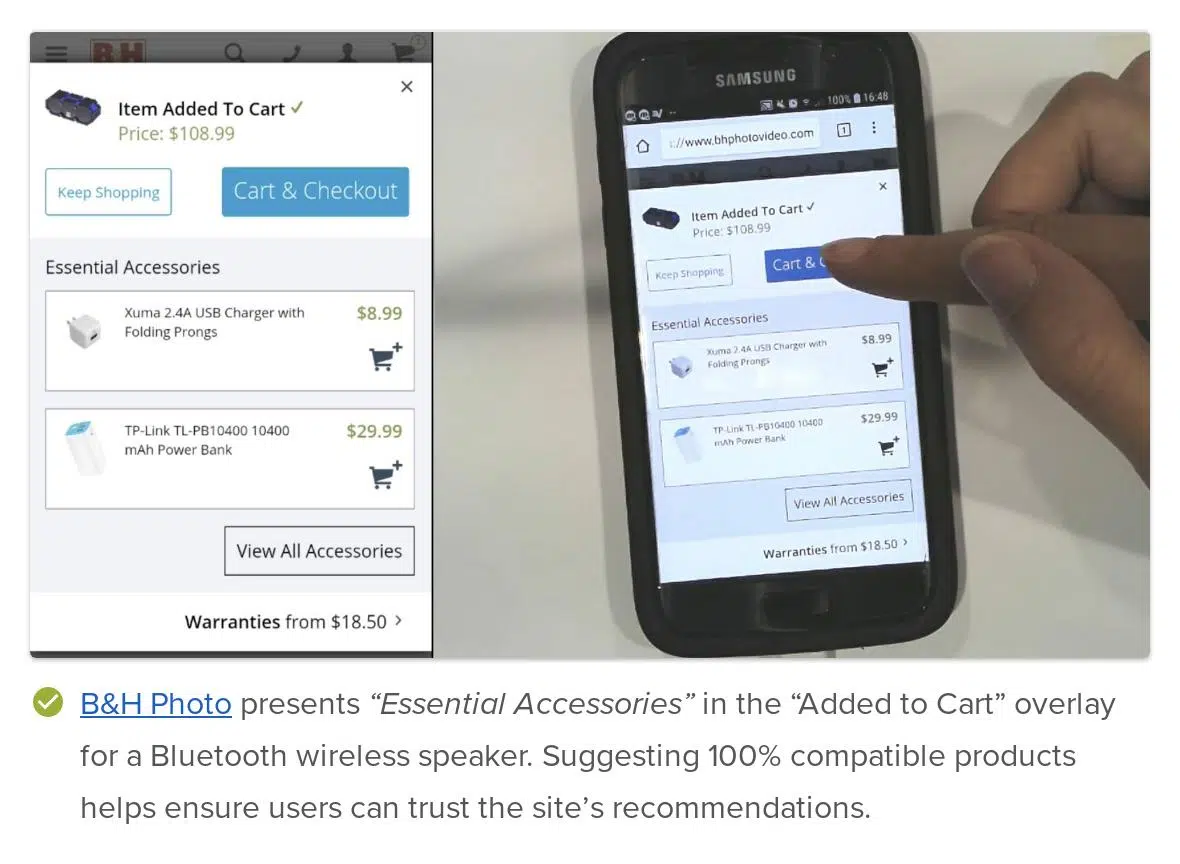 B&H
1
×
Item Added To Cart ✓
Price: $108.99
Keep Shopping
Cart & Checkout
Essential Accessories
Xuma 2.4A USB Charger with
$8.99
Folding Prongs
TP-Link TL-PB10400 10400
$29.99
mAh Power Bank
View All Accessories
Warranties from $18.50 >
SAMSUNG
100% 16:48
://www.bhphotovideo.com
1
×
Item Added To Cart ✓
Price: $108.99
Keep Shopping
Cart &
Essential Accessories
Xuma 2.4A USB Charger with
$8.99
Folding Prongs
TP-Link TL-PB10400 10400
$29.99
mAh Power Bank
View All Accessories
Warranties from $18.50 >
B&H Photo presents “Essential Accessories” in the “Added to Cart” overlay
for a Bluetooth wireless speaker. Suggesting 100% compatible products
helps ensure users can trust the site’s recommendations.